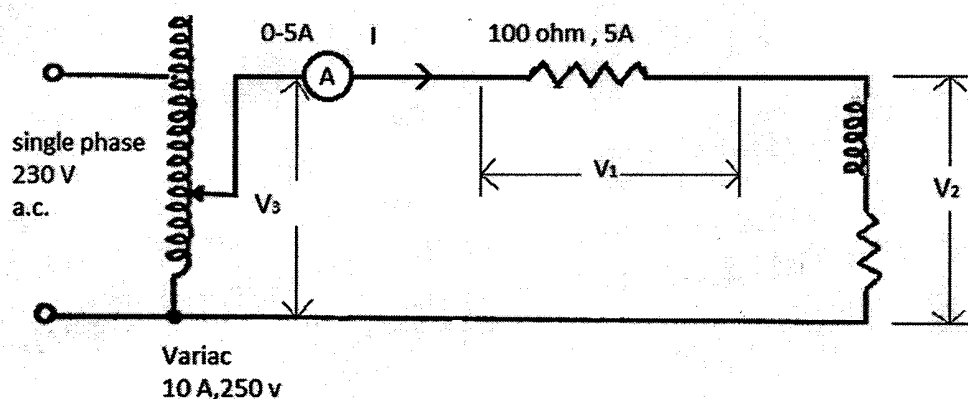 0-5A
I
100 ohm , 5A
A
single phase
230 V
a.c.
V₃
V₁
V₂
Variac
10 A,250 v